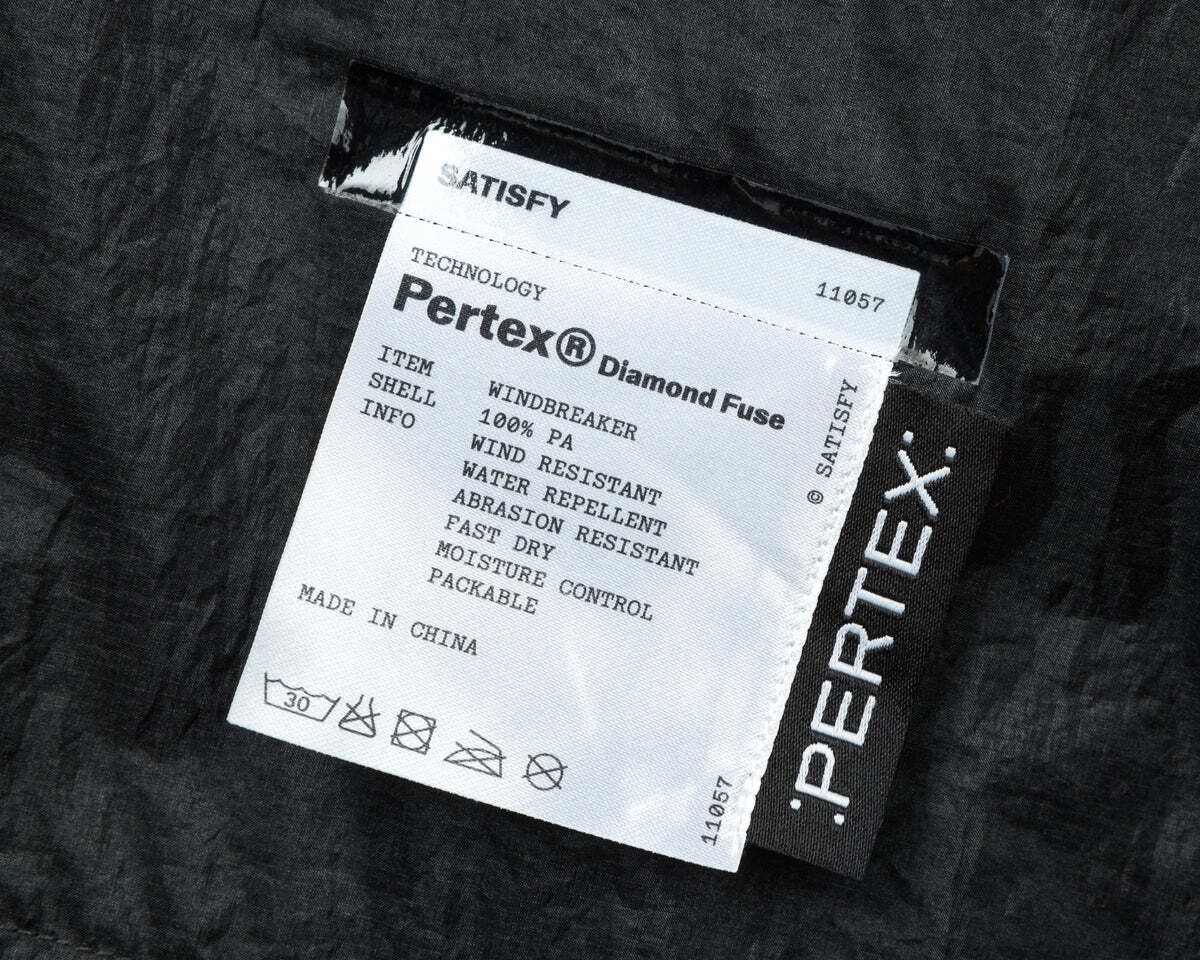 SATISFY
11057
TECHNOLOGY
Pertex® Diamond Fuse
ITEM WINDBREAKER
SHELL 100% PA
INFO WIND RESISTANT
WATER REPELLENT
ABRASION RESISTANT
FAST DRY
MOISTURE CONTROL
PACKABLE
MADE IN CHINA
30
© SATISFY
11057
.:PERTEX:.